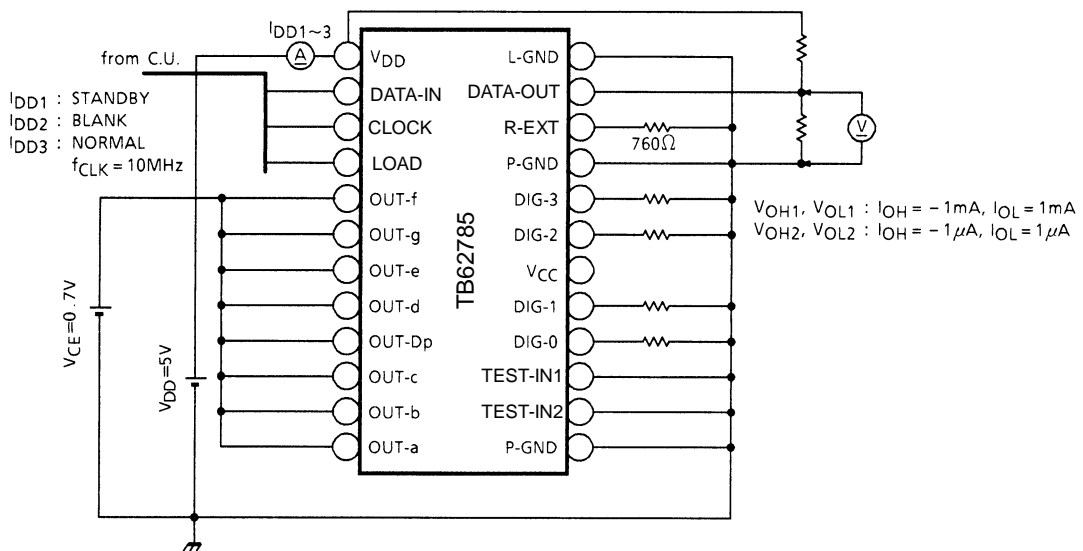 IDD1~3
from C.U.
IDD1 : STANDBY
IDD2 : BLANK
IDD3 : NORMAL
fCLK = 10MHz
A
VDD
DATA-IN
CLOCK
LOAD
OUT-f
OUT-g
OUT-e
OUT-d
OUT-Dp
OUT-c
OUT-b
OUT-a
TB62785
L-GND
DATA-OUT
R-EXT
P-GND
DIG-3
DIG-2
VCC
DIG-1
DIG-0
TEST-IN1
TEST-IN2
P-GND
760Ω
V
VOH1, VOL1 : IOH = −1mA, IOL = 1mA
VOH2, VOL2 : IOH = −1μA, IOL = 1μA
VCE=0.7V
VDD=5V